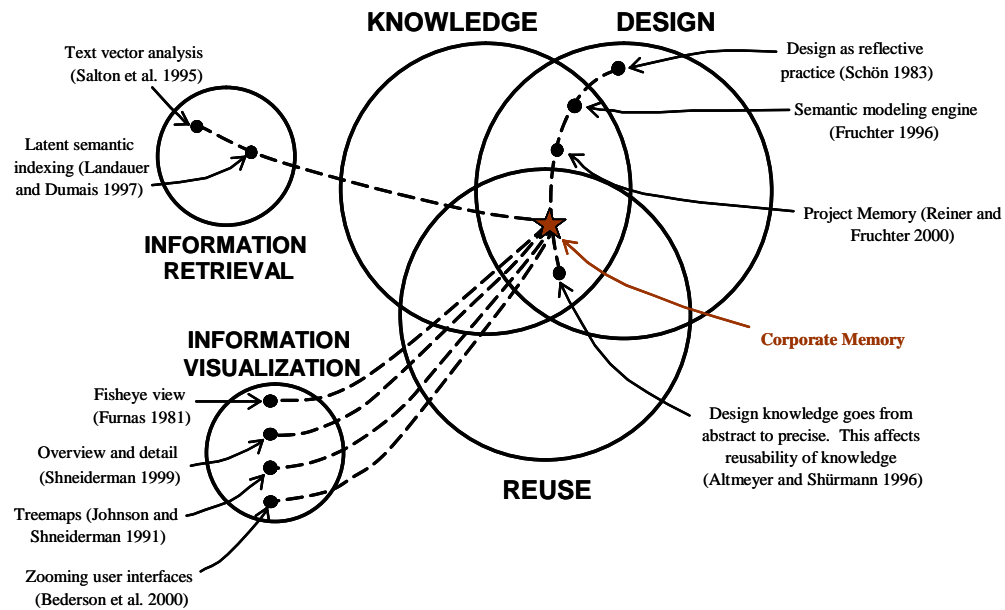 KNOWLEDGE
DESIGN
Text vector analysis
(Salton et al. 1995)
Latent semantic
indexing (Landauer
and Dumais 1997)
INFORMATION
RETRIEVAL
Design as reflective
practice (Schön 1983)
Semantic modeling engine
(Fruchter 1996)
Project Memory (Reiner and
Fruchter 2000)
Corporate Memory
INFORMATION
VISUALIZATION
Fisheye view
(Furnas 1981)
Overview and detail
(Shneiderman 1999)
Treemaps (Johnson and
Shneiderman 1991)
Zooming user interfaces
(Bederson et al. 2000)
Design knowledge goes from
abstract to precise.  This affects
reusability of knowledge
(Altmeyer and Shürmann 1996)
REUSE